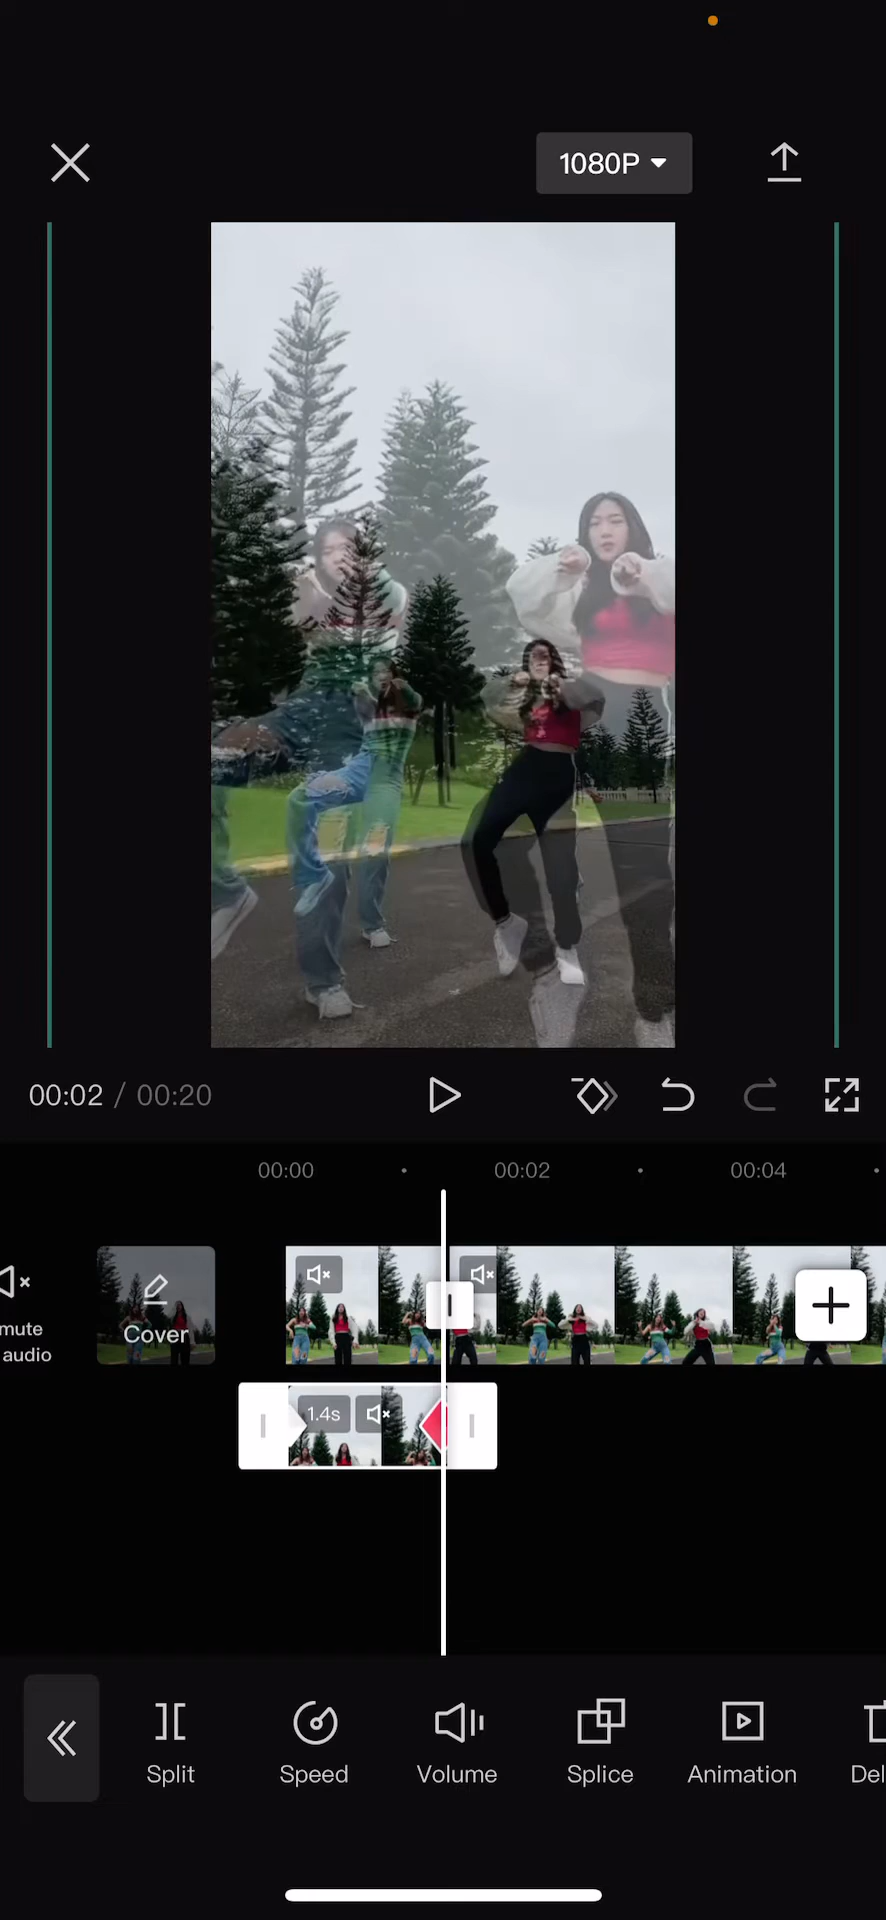 1080P
00:02 / 00:20
00:00 00:02 00:04
mute
audio
Cover
1.4s
Split Speed Volume Splice Animation Del